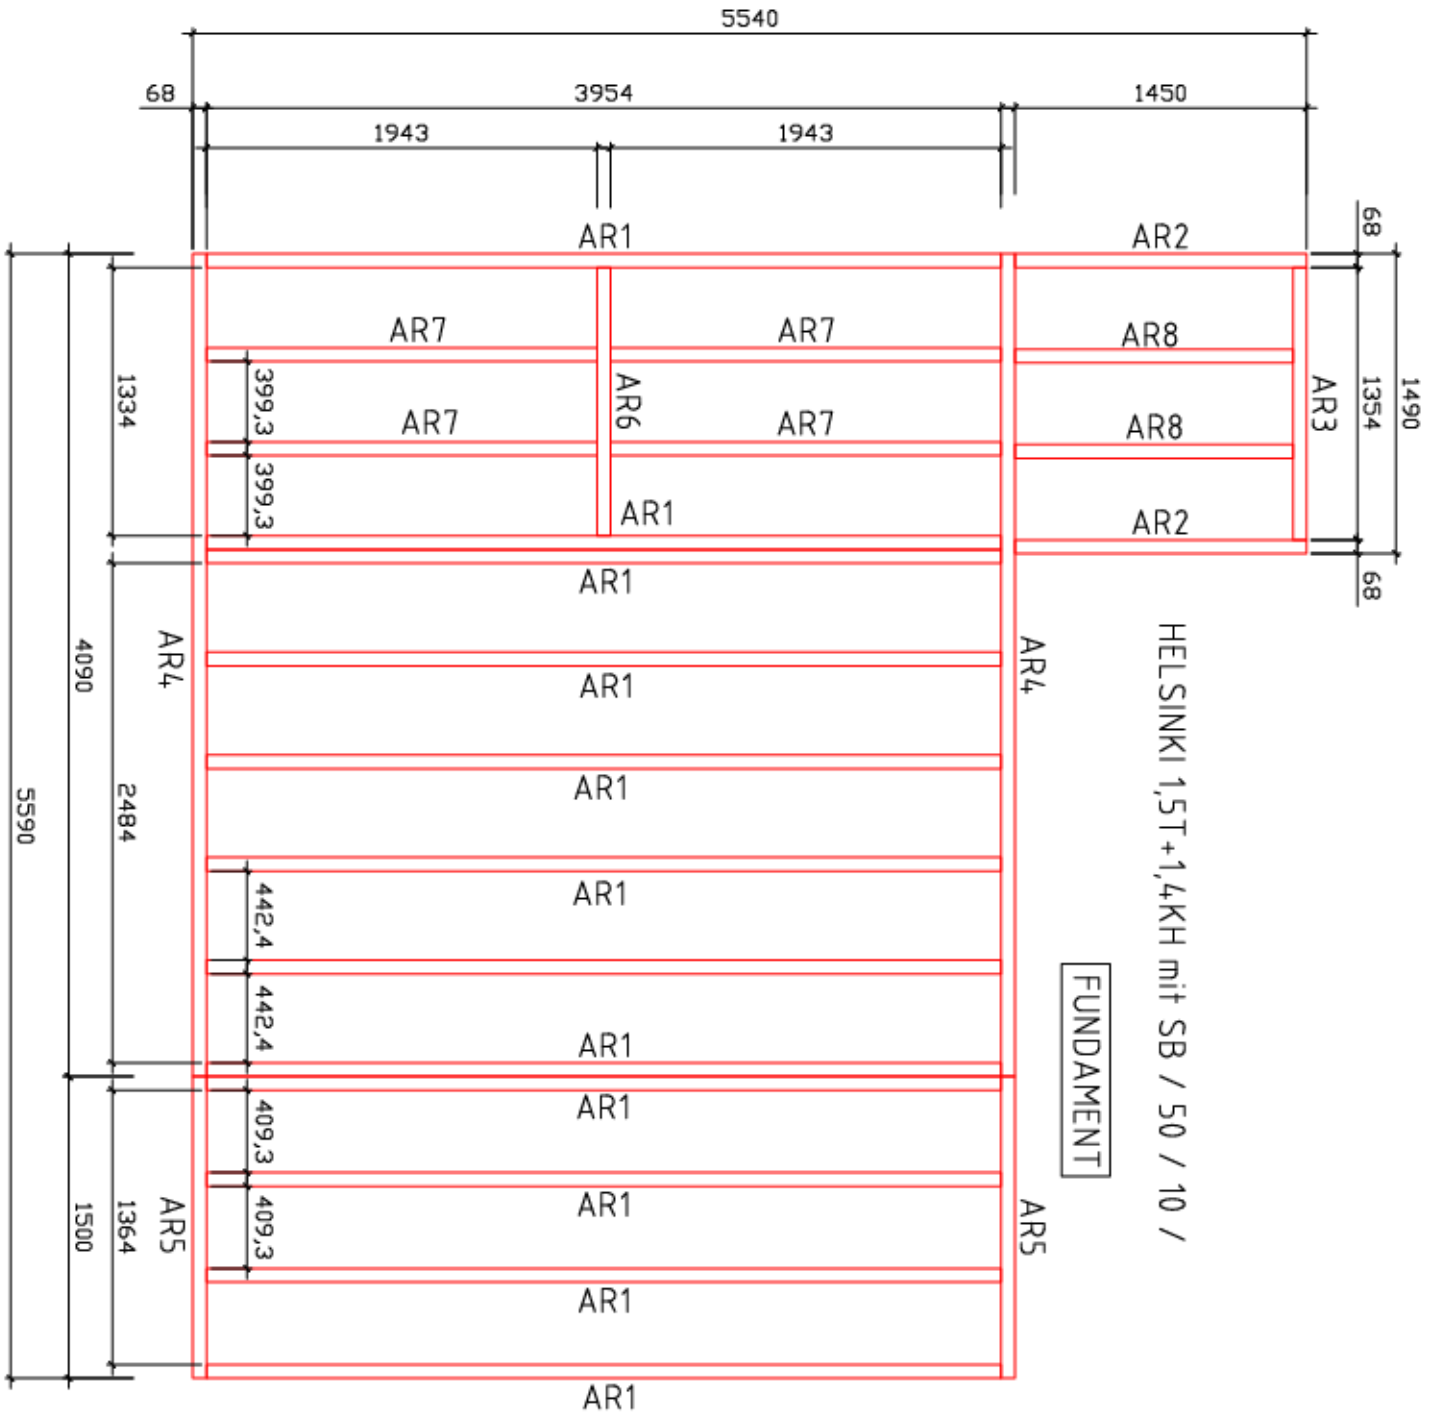 5540
68
3954
1450
1943
1943
68
AR1
AR2
1490
AR7
AR7
AR8
399,3
1334
AR6
AR3
1354
AR7
AR7
AR8
399,3
AR1
AR2
AR1
68
AR4
4090
AR1
AR4
HELSINKI 1,5T+1,4KH mit SB / 50 / 10 /
5590
2484
AR1
AR1
442,4
442,4
FUNDAMENT
AR1
AR1
409,3
AR1
409,3
1500
1364
AR5
AR5
AR1
AR1